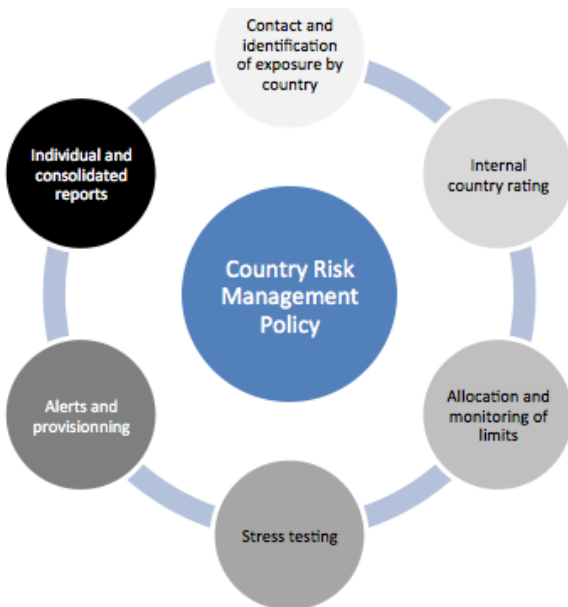 Contact and
identification
of exposure by
country
Individual and
consolidated
reports
Internal
country rating
Country Risk
Management
Policy
Alerts and
provisionning
Allocation and
monitoring of
limits
Stress testing